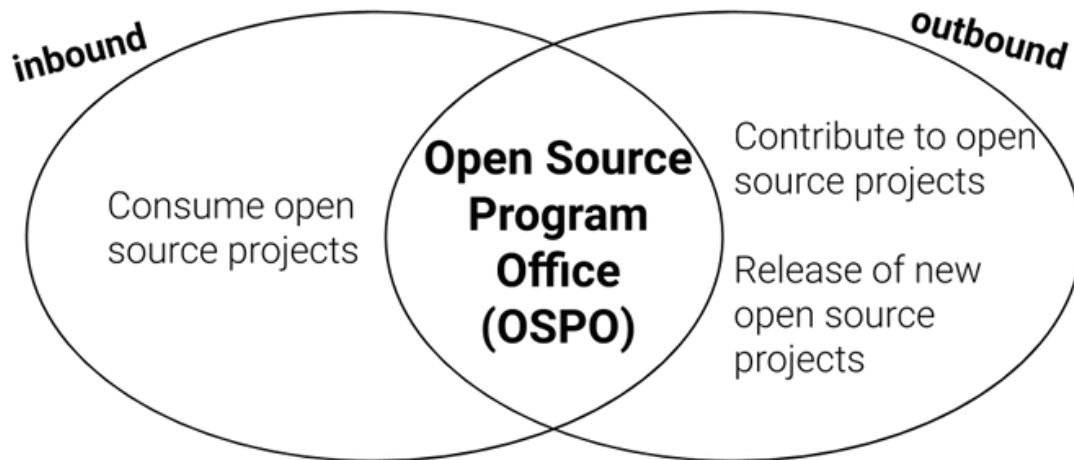 inbound
outbound
Consume open
source projects
Open Source
Program
Office
(OSPO)
Contribute to open
source projects
Release of new
open source
projects